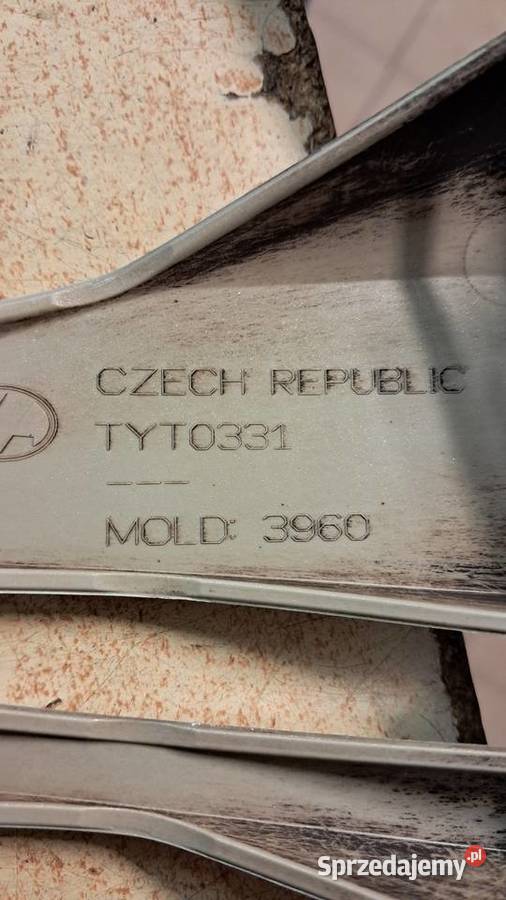 CZECH REPUBLIC
TYT0331
---
MOLD: 3960
Sprzedajemy.pl